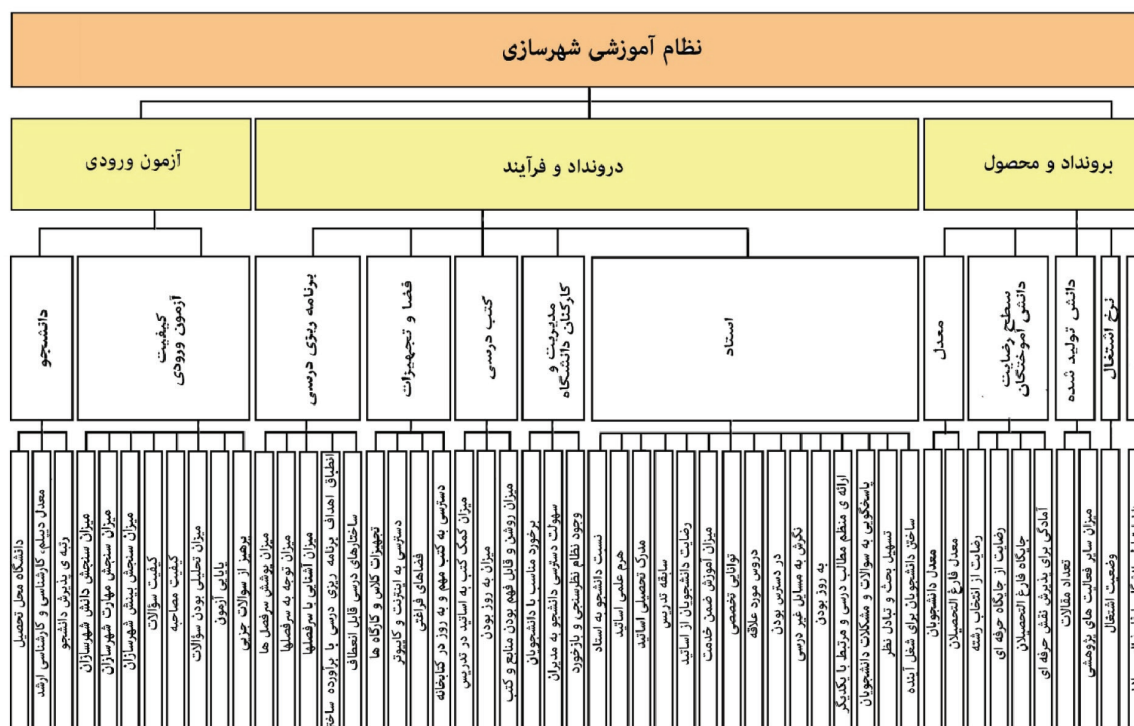 نظام آموزشی شهرسازی
برونداد و محصول
درونداد و فرآیند
آزمون ورودی
نرخ اشتغال
دانش تولید شده
سطح رضایت
دانش آموختگان
معدل
استاد
مدیریت و
کارکنان دانشگاه
کتب درسی
فضا و تجهیزات
برنامه ریزی درسی
کیفیت
آزمون ورودی
دانشجو
وضعیت اشتغال
میزان سایر فعالیت های پژوهشی
تعداد مقالات
آمادگی برای پذیرش نقش حرفه ای
جایگاه فارغ التحصیلان
رضایت از جایگاه حرفه ای
رضایت از انتخاب رشته
معدل فارغ التحصیلان
معدل دانشجویان
ساختن دانشجویان برای شغل آینده
تسهیل بحث و تبادل نظر
پاسخگویی به سوالات و مشکلات دانشجویان
ارائه ی منظم مطالب درسی و مرتبط با یکدیگر
به روز بودن
نگرش به مسایل غیر درسی
در دسترس بودن
دروس مورد علاقه
توانایی تخصصی
میزان آموزش ضمن خدمت
رضایت دانشجویان از اساتید
سابقه تدریس
مدرک تحصیلی اساتید
هرم علمی اساتید
نسبت دانشجو به استاد
وجود نظام نظرسنجی و بازخورد
سهولت دسترسی دانشجو به مدیران
برخورد مناسب با دانشجویان
میزان روشن و قابل فهم بودن منابع و کتب
میزان به روز بودن
میزان کمک کتب به اساتید در تدریس
دسترسی به کتب مهم و به روز در کتابخانه
فضاهای فراغتی
دسترسی به اینترنت و کامپیوتر
تجهیزات کلاس و کارگاه ها
ساختارهای درسی قابل انعطاف
انطباق اهداف برنامه ریزی درسی با برآورده ساخت
میزان آشنایی با سرفصلها
میزان توجه به سرفصلها
میزان پوشش سرفصل ها
پرهیز از سوالات جزیی
پایایی آزمون
میزان تحلیلی بودن سؤالات
کیفیت مصاحبه
کیفیت سؤالات
میزان سنجش بینش شهرسازان
میزان سنجش مهارت شهرسازان
میزان سنجش دانش شهرسازان
رتبه ی پذیرش دانشجو
معدل دیپلم، کارشناسی و کارشناسی ارشد
دانشگاه محل تحصیل